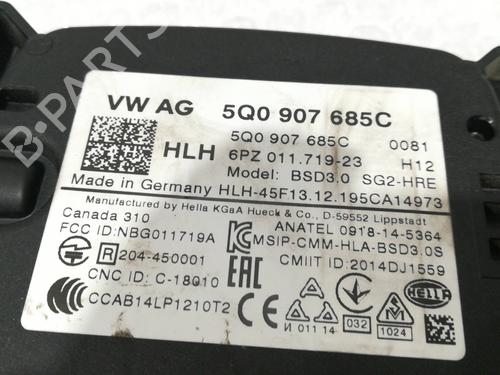 VW AG 5Q0 907 685C
5Q0 907 685C 0081
HLH 6PZ 011.719-23 H12
Model: BSD3.0 SG2-HRE
Made in Germany HLH-45F13.12.195CA14973
Manufactured by Hella KGaA Hueck & Co., D-59552 Lippstadt
Canada 310 ANATEL 0918-14-5364
FCC ID: NBG011719A MSIP-CMM-HLA-BSD3.0S
R 204-450001 EAC CMIIT ID: 2014DJ1559
CNC ID: C-18010
CCAB14LP1210T2 CE
И 011 14 032 1024
HELLA